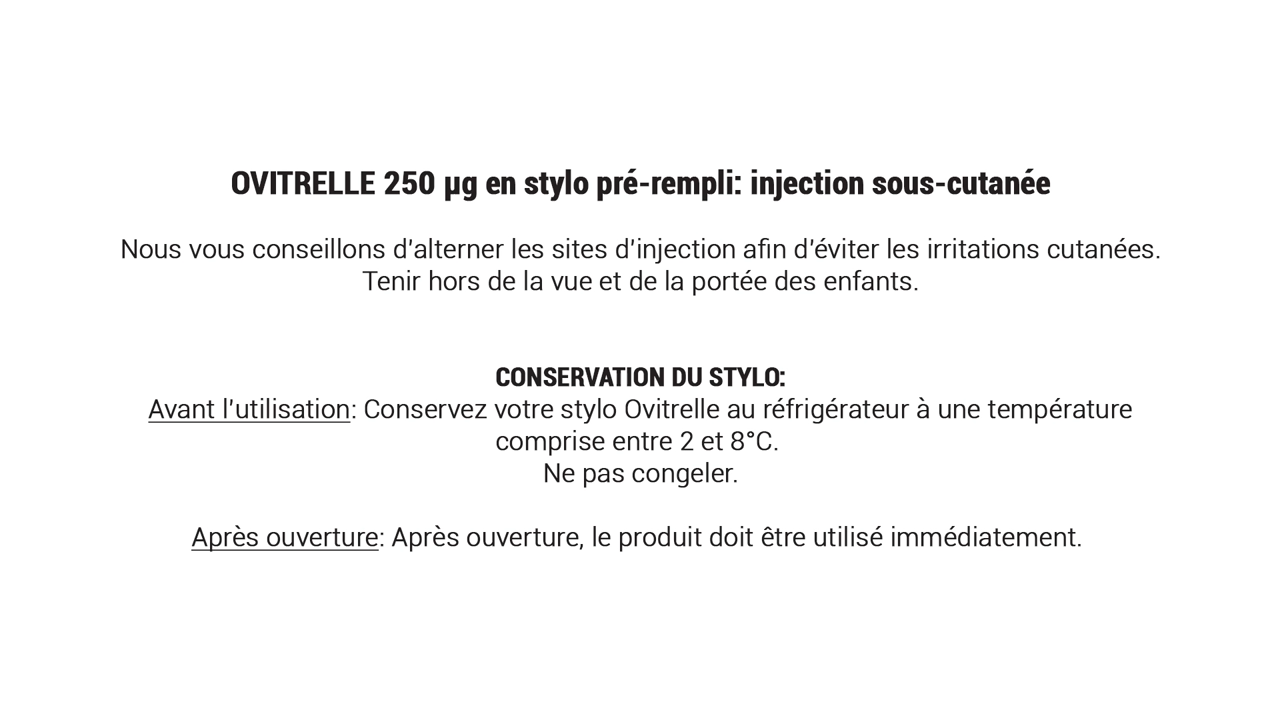 OVITRELLE 250 µg en stylo pré-rempli: injection sous-cutanée
Nous vous conseillons d'alterner les sites d'injection afin d'éviter les irritations cutanées.
Tenir hors de la vue et de la portée des enfants.
CONSERVATION DU STYLO:
Avant l'utilisation: Conservez votre stylo Ovitrelle au réfrigérateur à une température
comprise entre 2 et 8°C.
Ne pas congeler.
Après ouverture: Après ouverture, le produit doit être utilisé immédiatement.